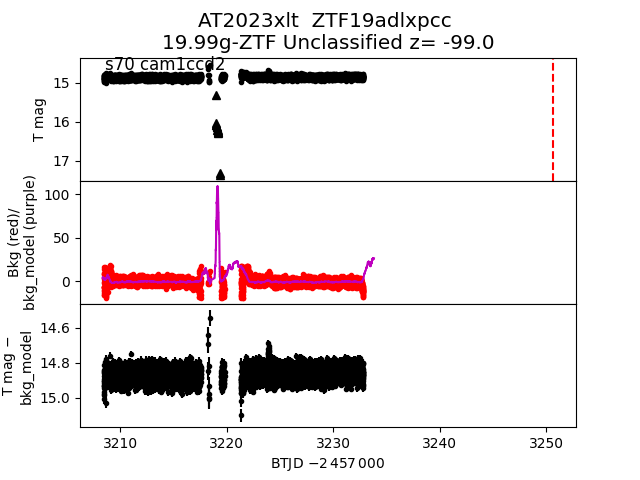 AT2023xlt  ZTF19adlxpcc
19.99g-ZTF Unclassified z= -99.0
s70 cam1ccd2
15
16
17
T mag
100
50
0
Bkg (red)/
bkg_model (purple)
14.6
14.8
15.0
T mag −
bkg_model
3210 3220 3230 3240 3250
BTJD −2 457 000